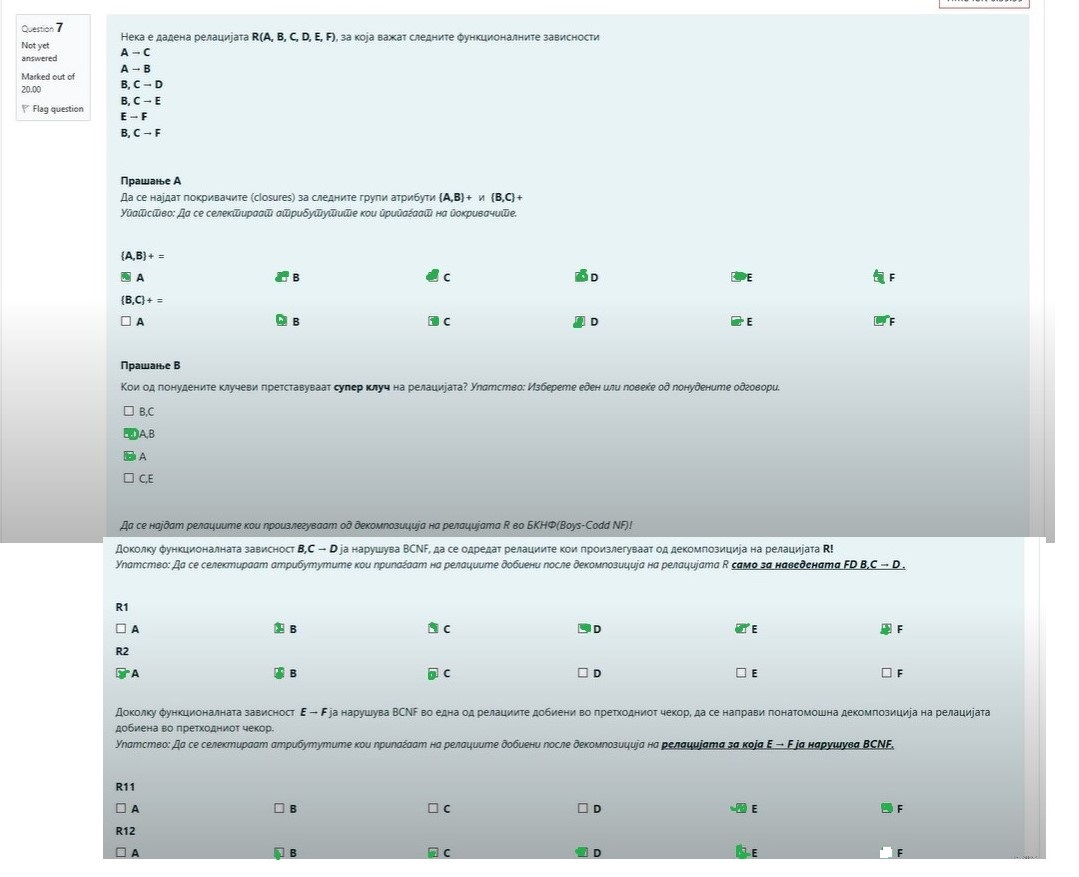 Question 7
Not yet
answered
Marked out of
20.00
Flag question
Нека е дадена релацијата R(A, B, C, D, E, F), за која важат следните функционалните зависности
A → C
A → B
B, C → D
B, C → E
E → F
B, C → F
Прашање А
Да се најдат покривачите (closures) за следните групи атрибути {A,B}+ и {B,C}+
Упатство: Да се селектираат атрибутутите кои припаѓаат на покривачите.
{A,B}+ =
A B C D E F
{B,C}+ =
A B C D E F
Прашање B
Кои од понудените клучеви претставуваат супер клуч на релацијата? Упатство: Изберете еден или повеќе од понудените одговори.
B,C
A,B
A
C,E
Да се најдат релациите кои произлегуваат од декомпозиција на релацијата R во БКНФ(Boys-Codd NF)!
Доколку функционалната зависност B,C → D ја нарушува BCNF, да се одредат релациите кои произлегуваат од декомпозиција на релацијата R!
Упатство: Да се селектираат атрибутутите кои припаѓаат на релациите добиени после декомпозиција на релацијата R само за наведената FD B,C → D .
R1
A B C D E F
R2
A B C D E F
Доколку функционалната зависност E → F ја нарушува BCNF во една од релациите добиени во претходниот чекор, да се направи понатомошна декомпозиција на релацијата
добиена во претходниот чекор.
Упатство: Да се селектираат атрибутутите кои припаѓаат на релациите добиени после декомпозиција на релацијата за која E → F ја нарушува BCNF.
R11
A B C D E F
R12
A B C D E F